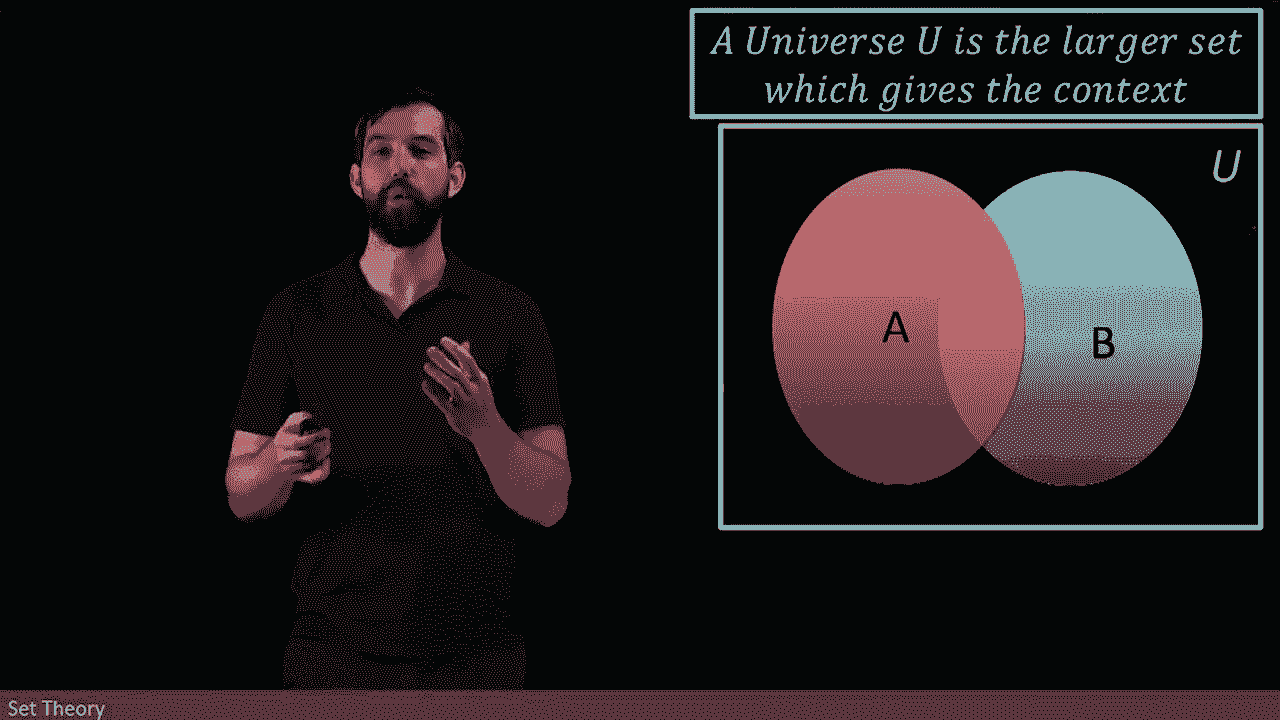 A Universe U is the larger set
which gives the context
U
A
B
Set Theory